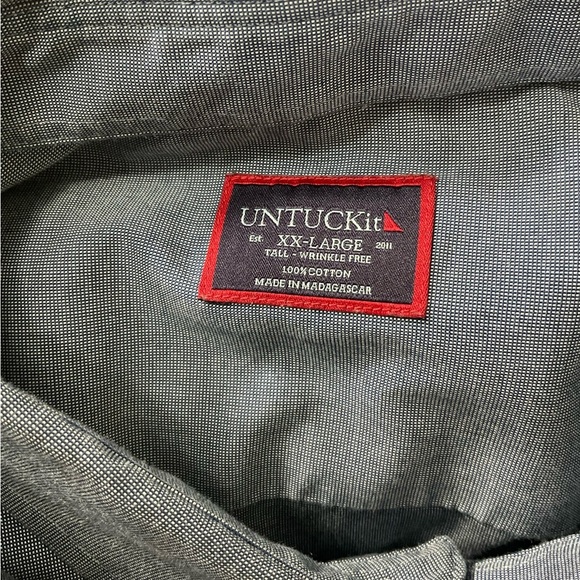 UNTUCKit
Est XX-LARGE 2011
TALL - WRINKLE FREE
100% COTTON
MADE IN MADAGASCAR